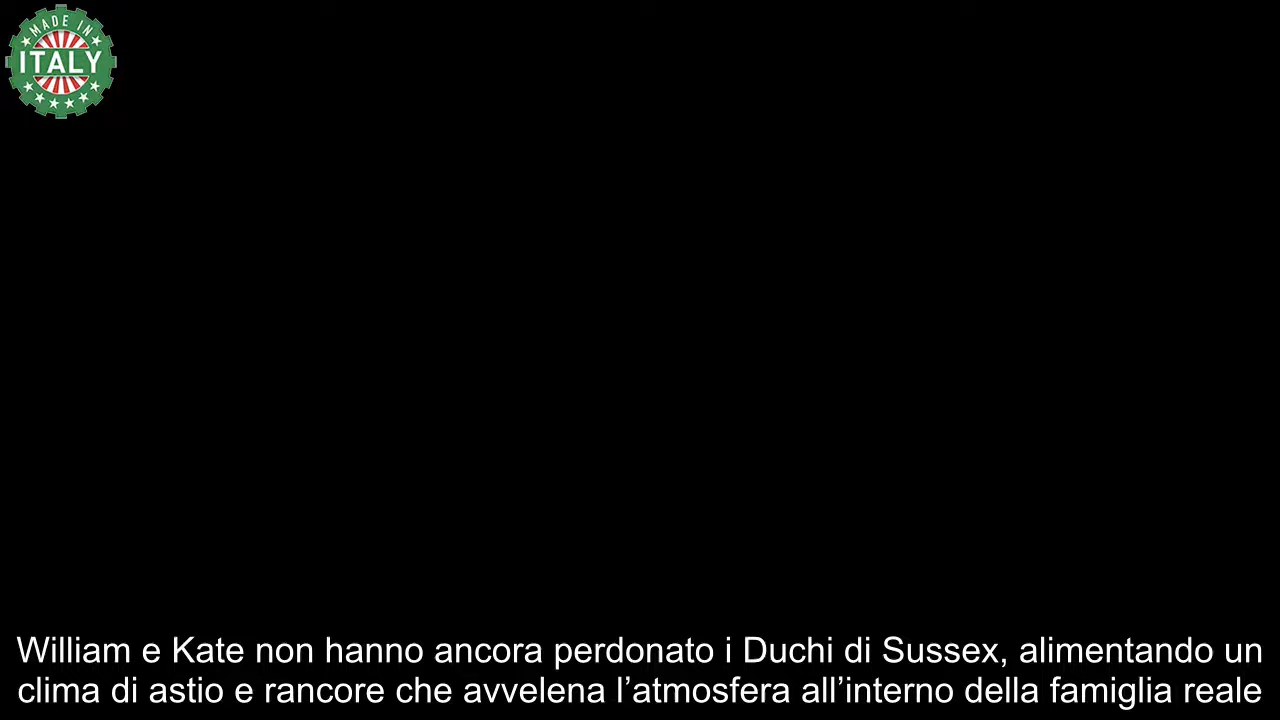 MADE IN
ITALY
William e Kate non hanno ancora perdonato i Duchi di Sussex, alimentando un
clima di astio e rancore che avvelena l’atmosfera all’interno della famiglia reale